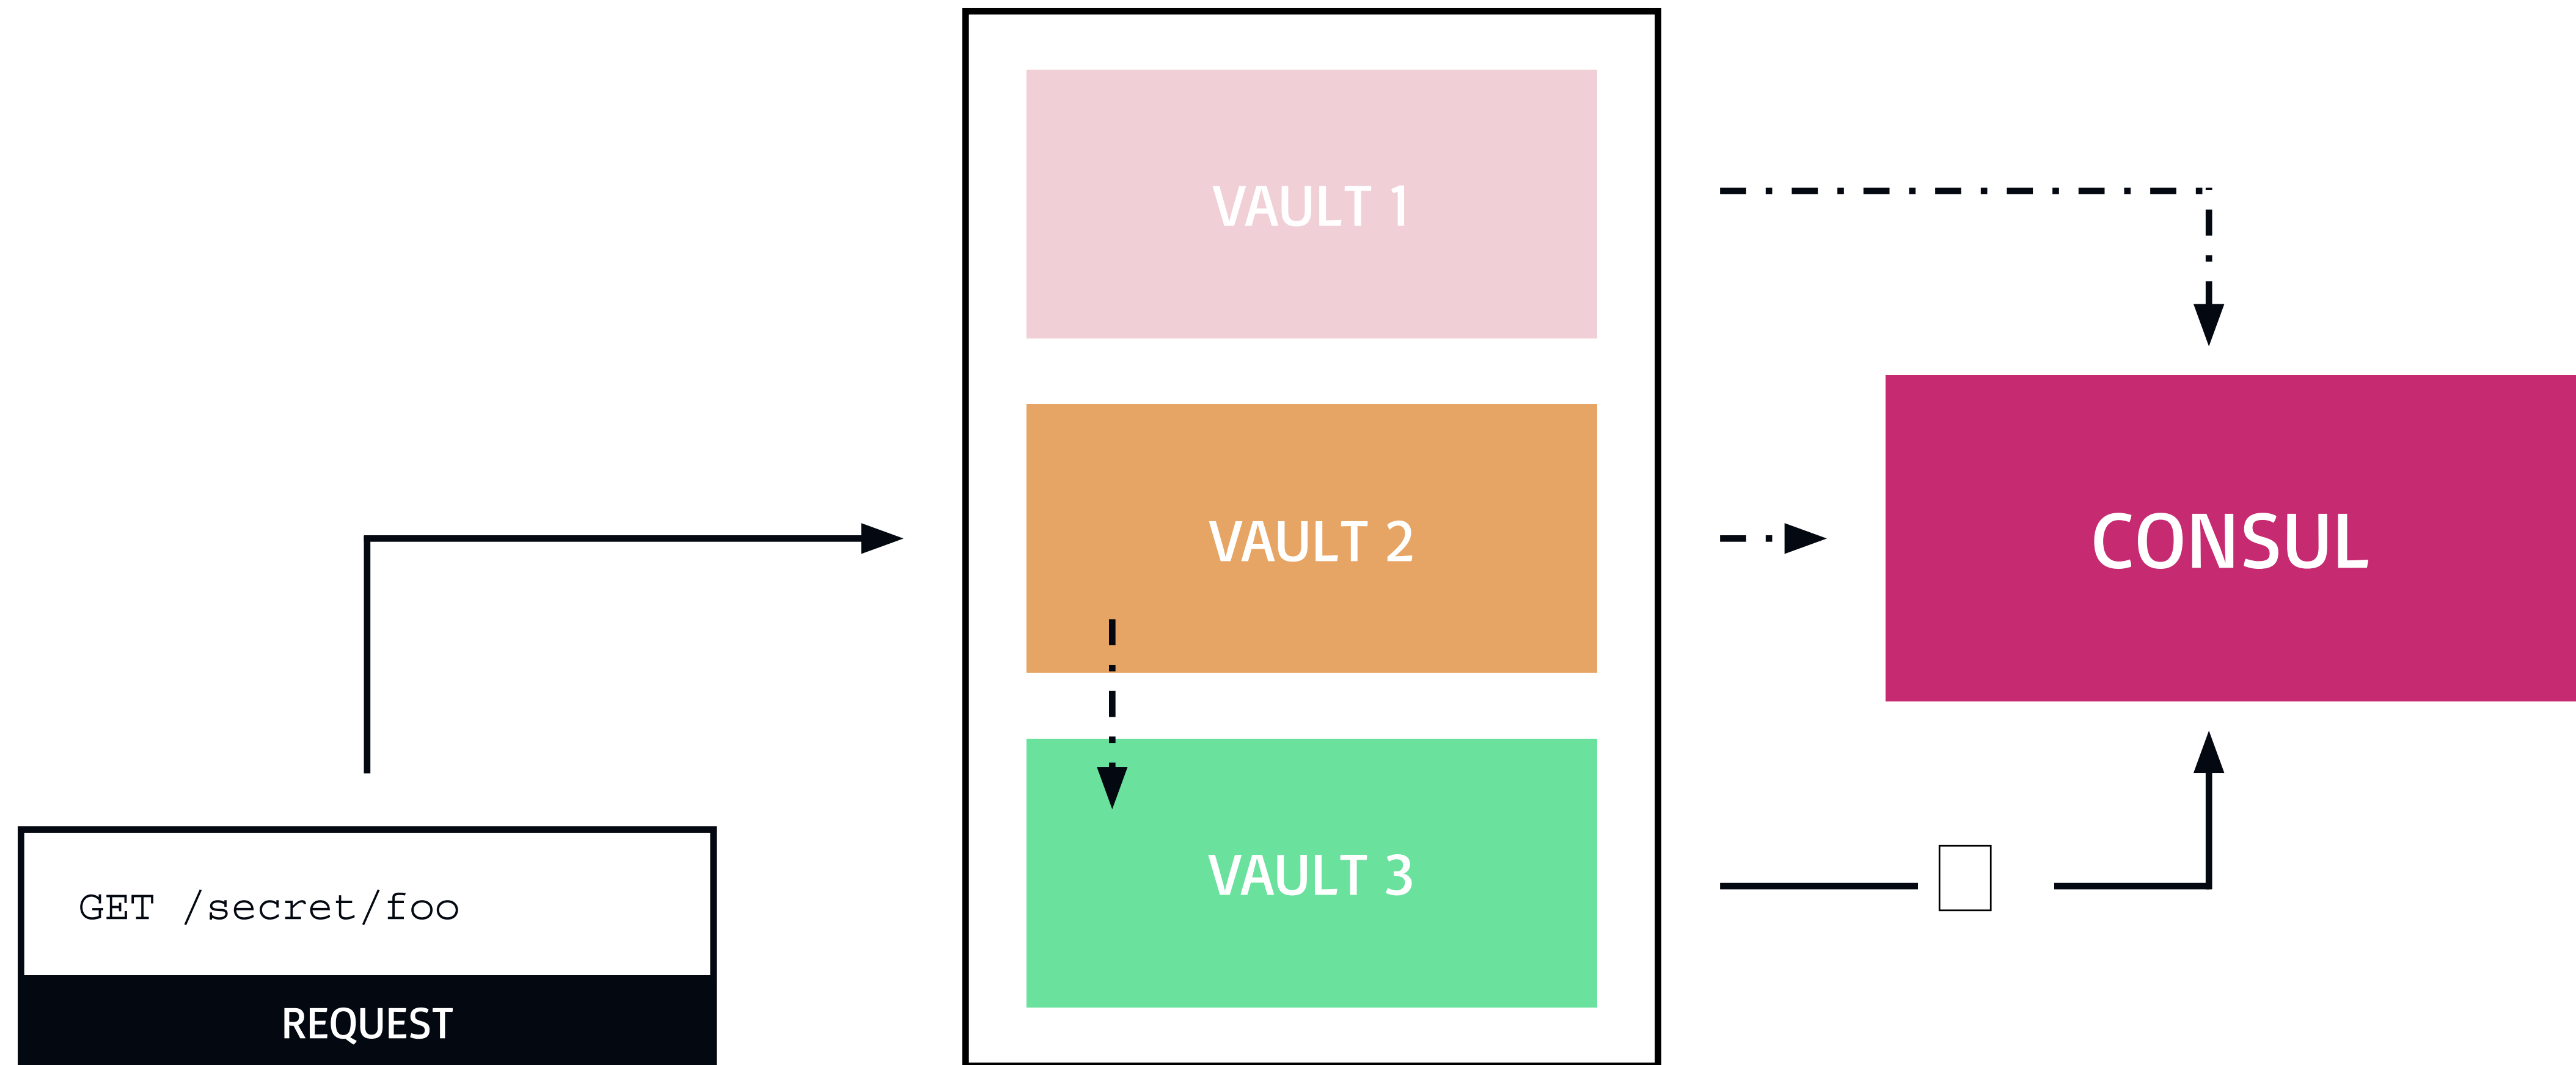 VAULT 1
VAULT 2
CONSUL
VAULT 3
GET /secret/foo
REQUEST